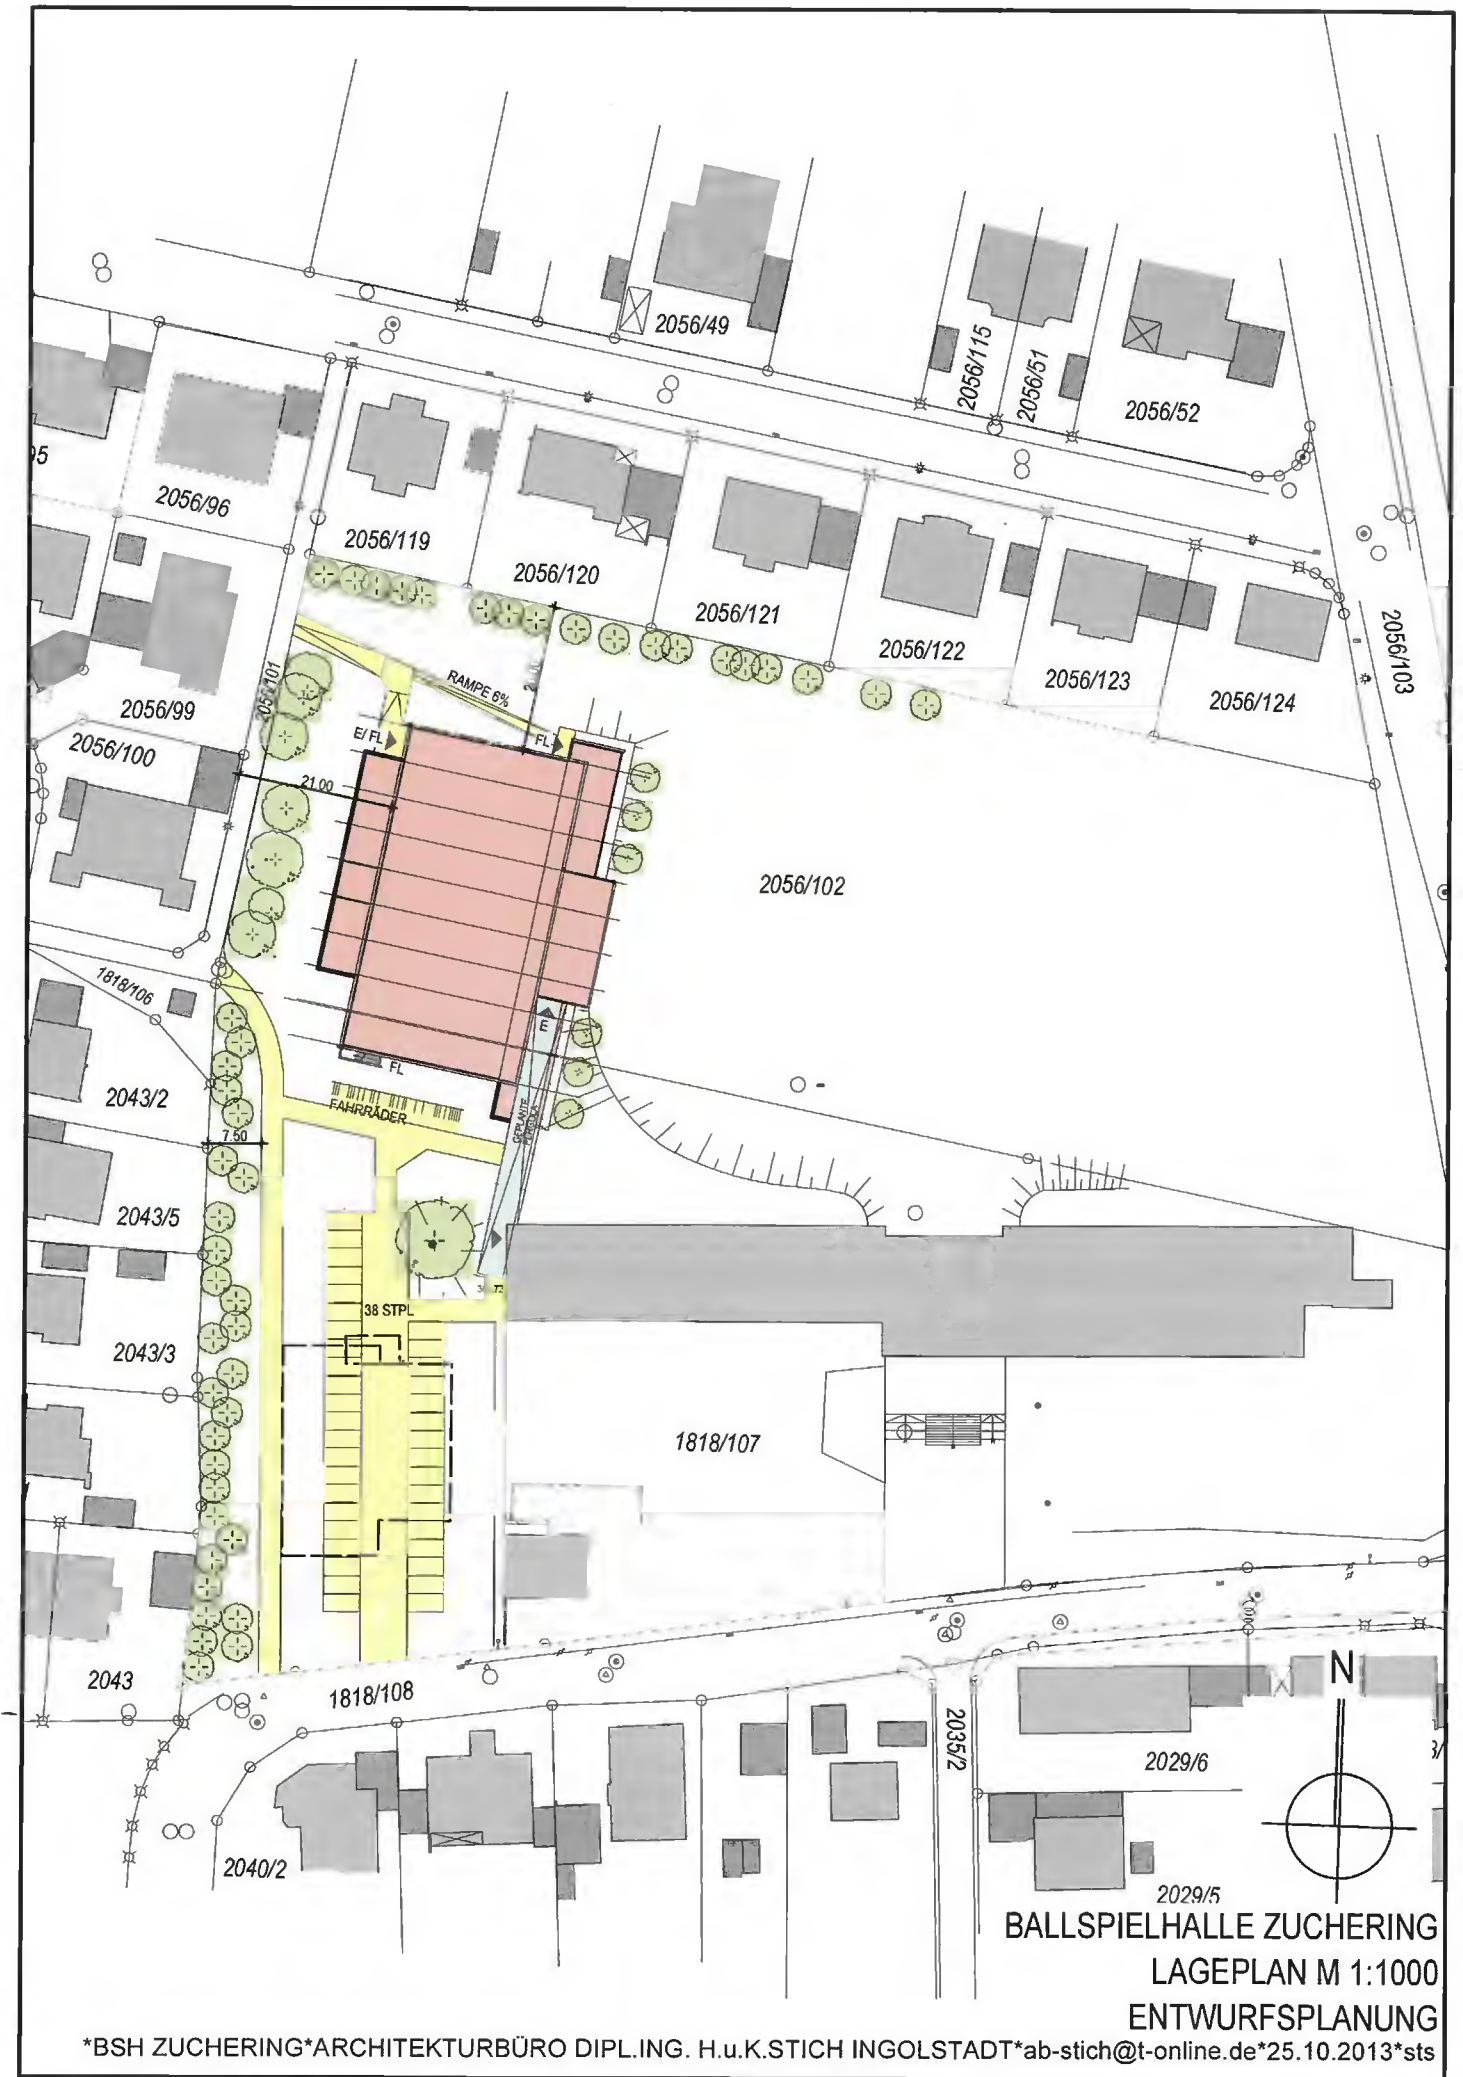 2056/49
2056/115
2056/51
2056/52
2056/96
2056/119
2056/120
2056/121
2056/122
2056/123
2056/124
2056/103
2056/101
RAMPE 6%
2056/99
2056/100
E/ FL
FL
21.00
2056/102
1818/106
E
FL
FAHRRÄDER
GEPLANTE
PERGOLA
2043/2
7.50
2043/5
38 STPL
2043/3
1818/107
2043
1818/108
2035/2
N
2029/6
2040/2
2029/5
BALLSPIELHALLE ZUCHERING
LAGEPLAN M 1:1000
ENTWURFSPLANUNG
*BSH ZUCHERING*ARCHITEKTURBÜRO DIPL.ING. H.u.K.STICH INGOLSTADT*ab-stich@t-online.de*25.10.2013*sts